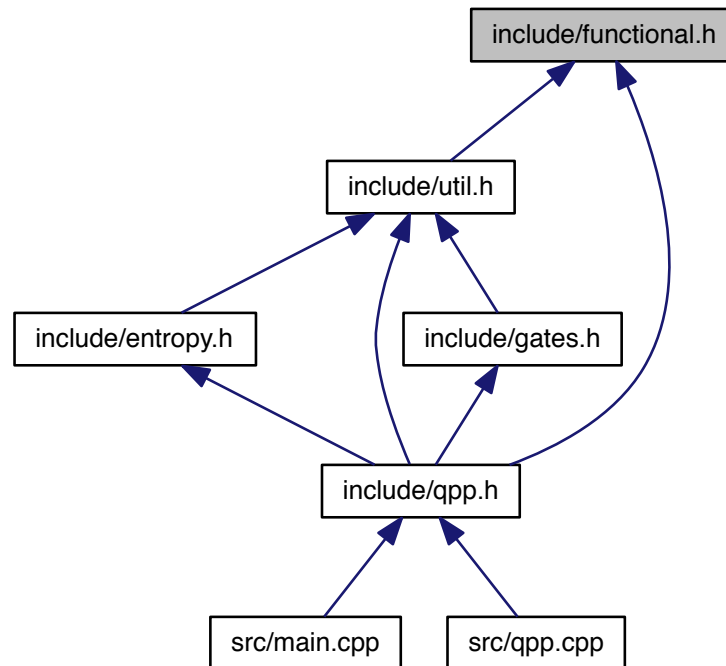 include/functional.h
include/util.h
include/entropy.h
include/gates.h
include/qpp.h
src/main.cpp
src/qpp.cpp